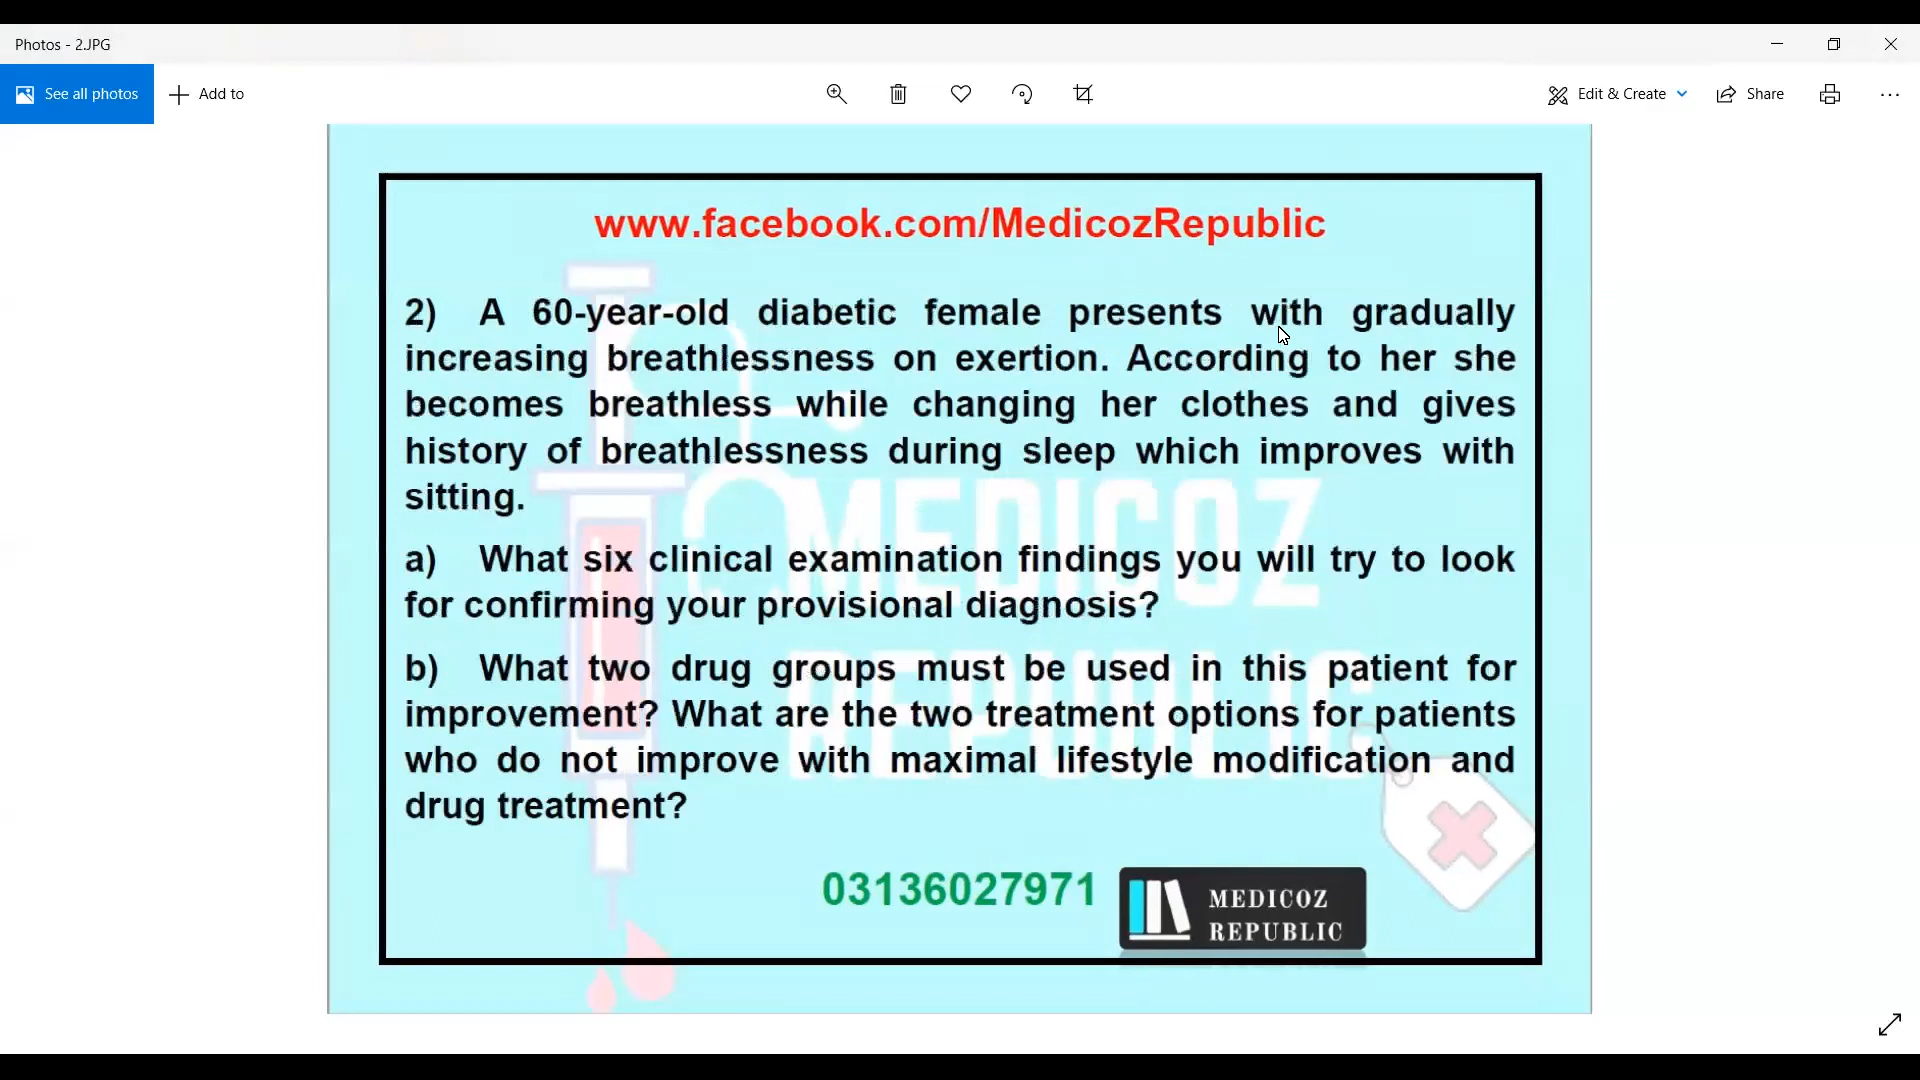 Photos - 2.JPG
See all photos
Add to
Edit & Create
Share
www.facebook.com/MedicozRepublic
2) A 60-year-old diabetic female presents with gradually
increasing breathlessness on exertion. According to her she
becomes breathless while changing her clothes and gives
history of breathlessness during sleep which improves with
sitting.
a) What six clinical examination findings you will try to look
for confirming your provisional diagnosis?
b) What two drug groups must be used in this patient for
improvement? What are the two treatment options for patients
who do not improve with maximal lifestyle modification and
drug treatment?
MEDICOZ
REPUBLIC
03136027971
MEDICOZ
REPUBLIC